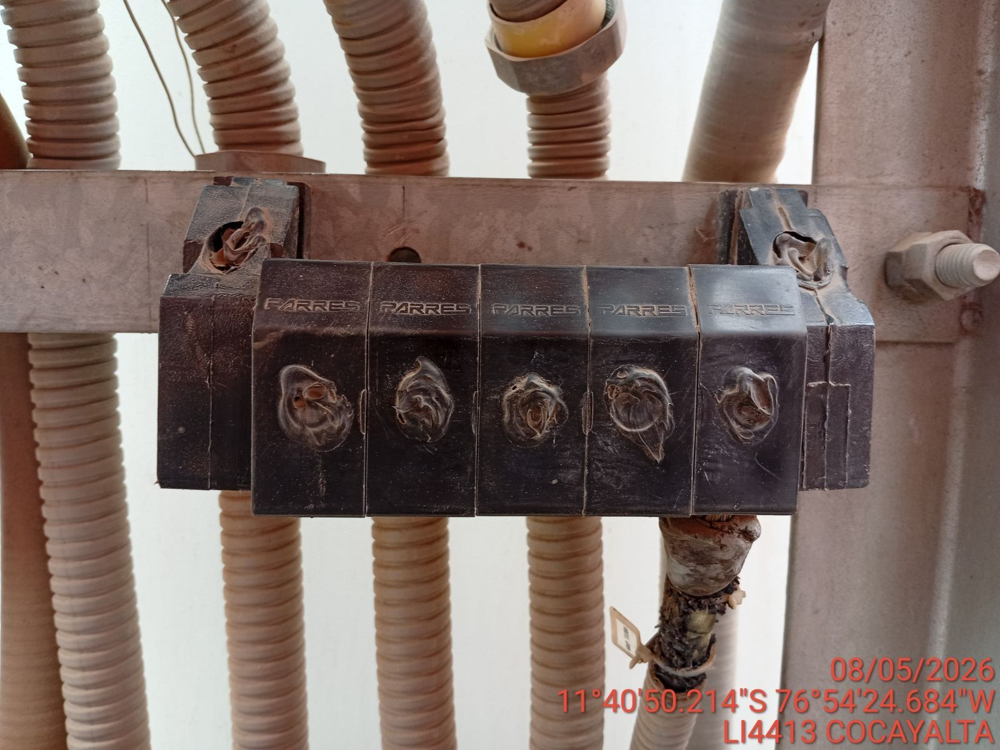 PARRES PARRES PARRES PARRES PARRES
08/05/2026
11°40'50.214"S 76°54'24.684"W
LI4413 COCAYALTA